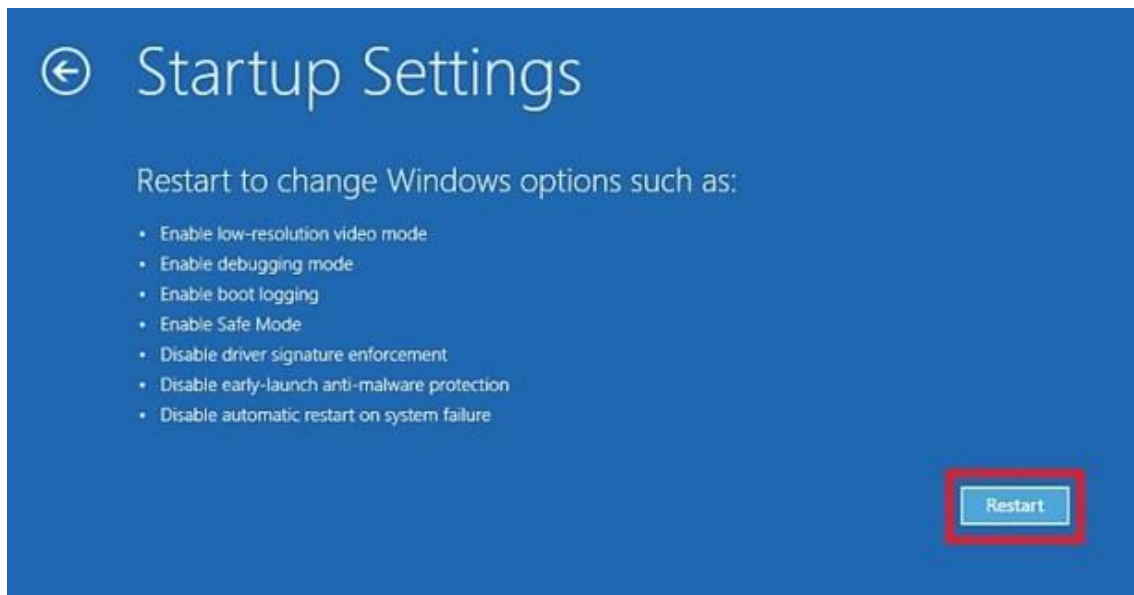 Startup Settings
Restart to change Windows options such as:
• Enable low-resolution video mode
• Enable debugging mode
• Enable boot logging
• Enable Safe Mode
• Disable driver signature enforcement
• Disable early-launch anti-malware protection
• Disable automatic restart on system failure
Restart